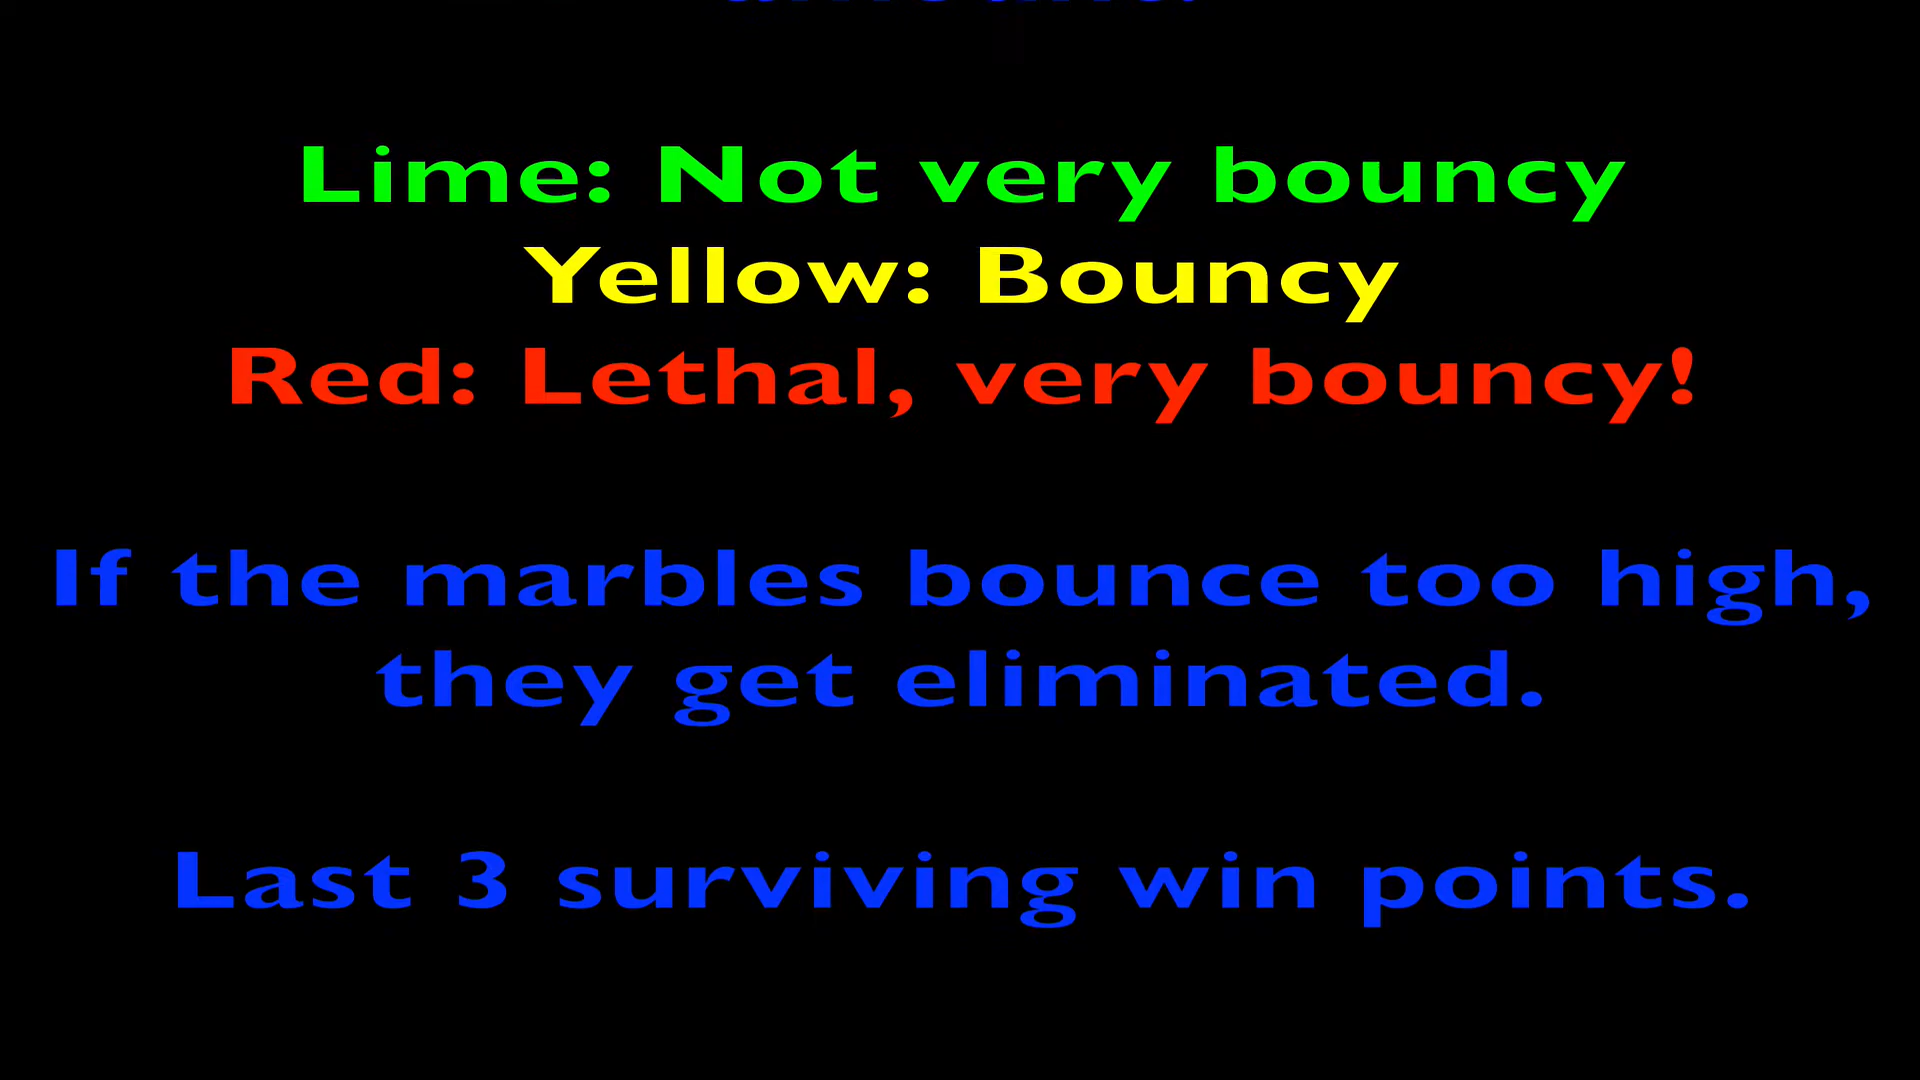 Lime: Not very bouncy
Yellow: Bouncy
Red: Lethal, very bouncy!
If the marbles bounce too high,
they get eliminated.
Last 3 surviving win points.